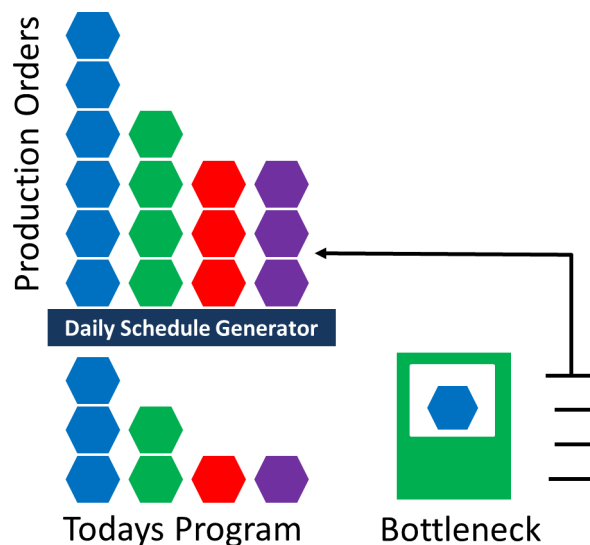 Production Orders
Daily Schedule Generator
Todays Program
Bottleneck